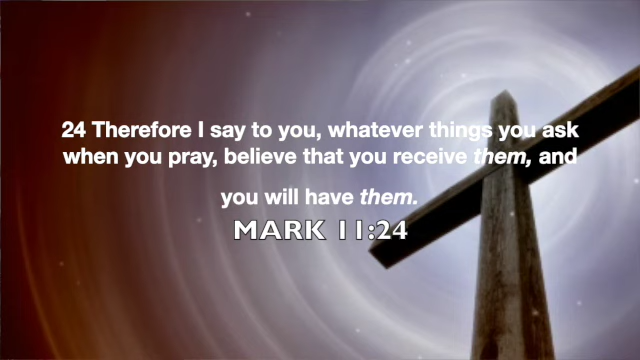 24 Therefore I say to you, whatever things you ask
when you pray, believe that you receive them, and
you will have them.
MARK 11:24